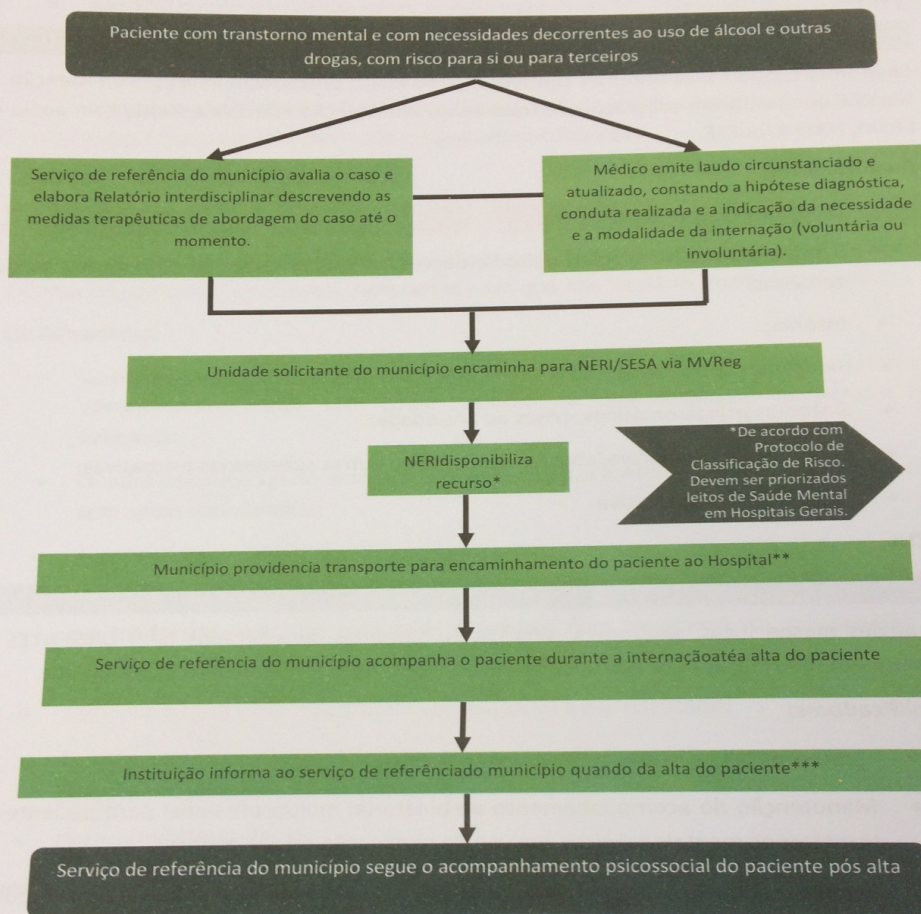 Paciente com transtorno mental e com necessidades decorrentes ao uso de álcool e outras
drogas, com risco para si ou para terceiros
Serviço de referência do município avalia o caso e
elabora Relatório interdisciplinar descrevendo as
medidas terapêuticas de abordagem do caso até o
momento.
Médico emite laudo circunstanciado e
atualizado, constando a hipótese diagnóstica,
conduta realizada e a indicação da necessidade
e a modalidade da internação (voluntária ou
involuntária).
Unidade solicitante do município encaminha para NERI/SESA via MVReg
NERIdisponibiliza
recurso*
*De acordo com
Protocolo de
Classificação de Risco.
Devem ser priorizados
leitos de Saúde Mental
em Hospitais Gerais.
Município providencia transporte para encaminhamento do paciente ao Hospital**
Serviço de referência do município acompanha o paciente durante a internaçãoatéa alta do paciente
Instituição informa ao serviço de referênciado município quando da alta do paciente***
Serviço de referência do município segue o acompanhamento psicossocial do paciente pós alta